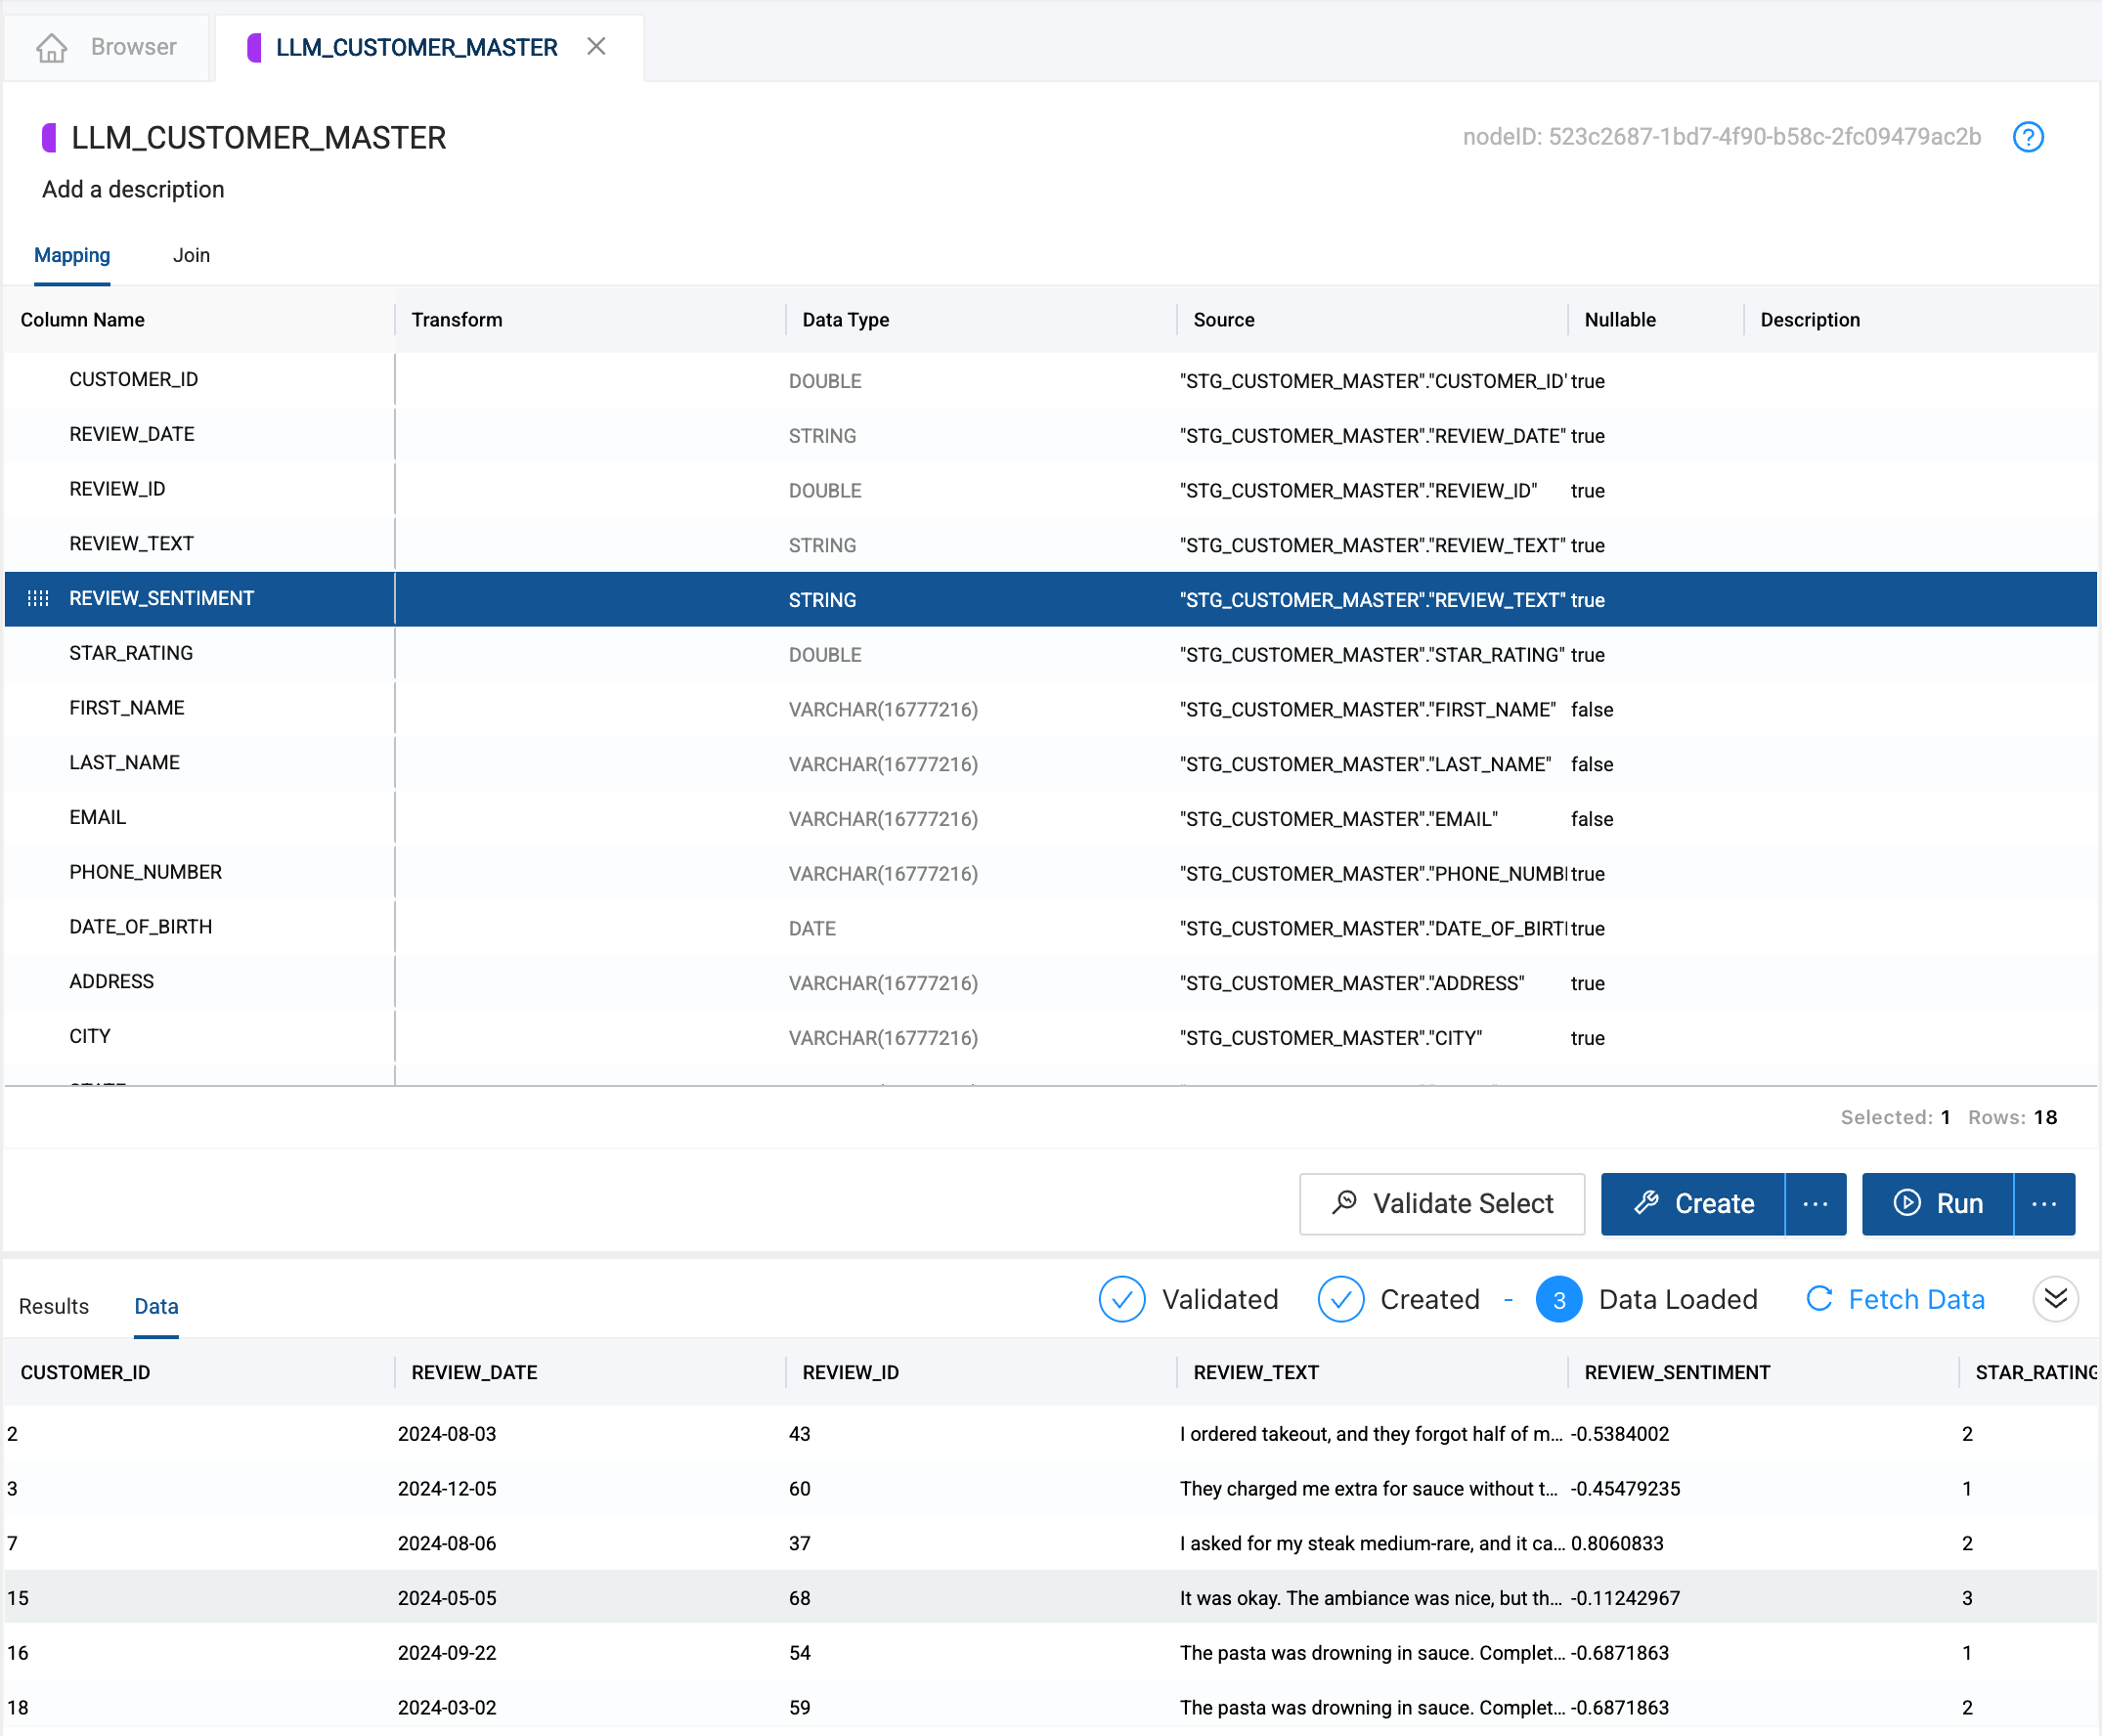 Browser LLM_CUSTOMER_MASTER
LLM_CUSTOMER_MASTER nodeID: 523c2687-1bd7-4f90-b58c-2fc09479ac2b ?
Add a description
Mapping Join
Column Name Transform Data Type Source Nullable Description
CUSTOMER_ID DOUBLE "STG_CUSTOMER_MASTER"."CUSTOMER_ID" true
REVIEW_DATE STRING "STG_CUSTOMER_MASTER"."REVIEW_DATE" true
REVIEW_ID DOUBLE "STG_CUSTOMER_MASTER"."REVIEW_ID" true
REVIEW_TEXT STRING "STG_CUSTOMER_MASTER"."REVIEW_TEXT" true
REVIEW_SENTIMENT STRING "STG_CUSTOMER_MASTER"."REVIEW_TEXT" true
STAR_RATING DOUBLE "STG_CUSTOMER_MASTER"."STAR_RATING" true
FIRST_NAME VARCHAR(16777216) "STG_CUSTOMER_MASTER"."FIRST_NAME" false
LAST_NAME VARCHAR(16777216) "STG_CUSTOMER_MASTER"."LAST_NAME" false
EMAIL VARCHAR(16777216) "STG_CUSTOMER_MASTER"."EMAIL" false
PHONE_NUMBER VARCHAR(16777216) "STG_CUSTOMER_MASTER"."PHONE_NUMB true
DATE_OF_BIRTH DATE "STG_CUSTOMER_MASTER"."DATE_OF_BIRT true
ADDRESS VARCHAR(16777216) "STG_CUSTOMER_MASTER"."ADDRESS" true
CITY VARCHAR(16777216) "STG_CUSTOMER_MASTER"."CITY" true
Selected: 1 Rows: 18
Validate Select Create ... Run ...
Results Data Validated Created - 3 Data Loaded Fetch Data
CUSTOMER_ID REVIEW_DATE REVIEW_ID REVIEW_TEXT REVIEW_SENTIMENT STAR_RATING
2 2024-08-03 43 I ordered takeout, and they forgot half of m... -0.5384002 2
3 2024-12-05 60 They charged me extra for sauce without t... -0.45479235 1
7 2024-08-06 37 I asked for my steak medium-rare, and it ca... 0.8060833 2
15 2024-05-05 68 It was okay. The ambiance was nice, but th... -0.11242967 3
16 2024-09-22 54 The pasta was drowning in sauce. Complet... -0.6871863 1
18 2024-03-02 59 The pasta was drowning in sauce. Complet... -0.6871863 2